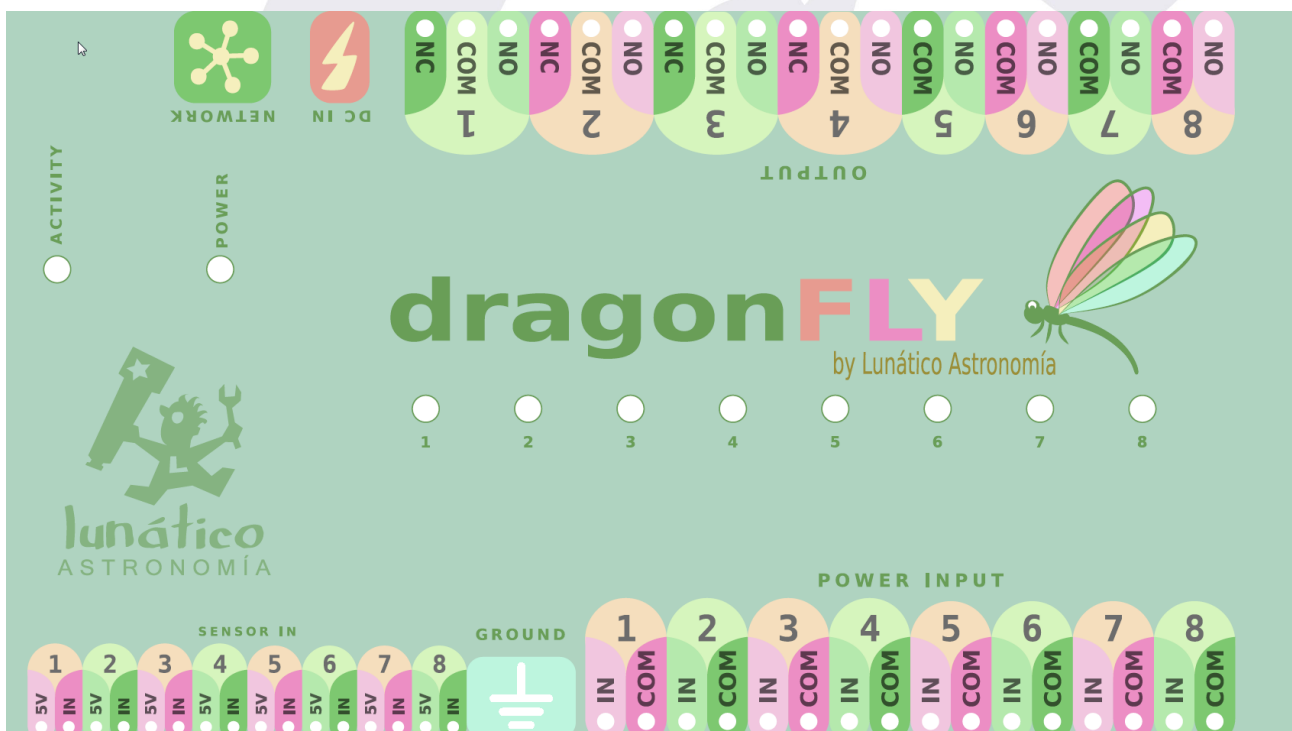 NC COM NO NC COM NO NC COM NO NC COM NO COM NO COM NO COM NO COM NO
1 2 3 4 5 6 7 8
NETWORK DC IN
OUTPUT
ACTIVITY
POWER
dragonFLY
by Lunático Astronomía
1 2 3 4 5 6 7 8
lunático
ASTRONOMÍA
POWER INPUT
SENSOR IN
GROUND
1 2 3 4 5 6 7 8
1 2 3 4 5 6 7 8
5V IN 5V IN 5V IN 5V IN 5V IN 5V IN 5V IN 5V IN
IN COM IN COM IN COM IN COM IN COM IN COM IN COM IN COM